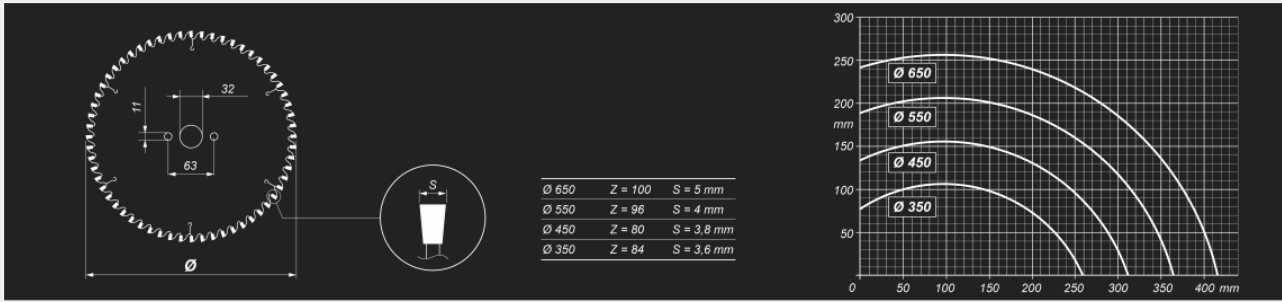 32
11
63
Ø
S
Ø 650 Z = 100 S = 5 mm
Ø 550 Z = 96 S = 4 mm
Ø 450 Z = 80 S = 3,8 mm
Ø 350 Z = 84 S = 3,6 mm
300
250
200
mm
150
100
50
Ø 650
Ø 550
Ø 450
Ø 350
0 50 100 150 200 250 300 350 400 mm